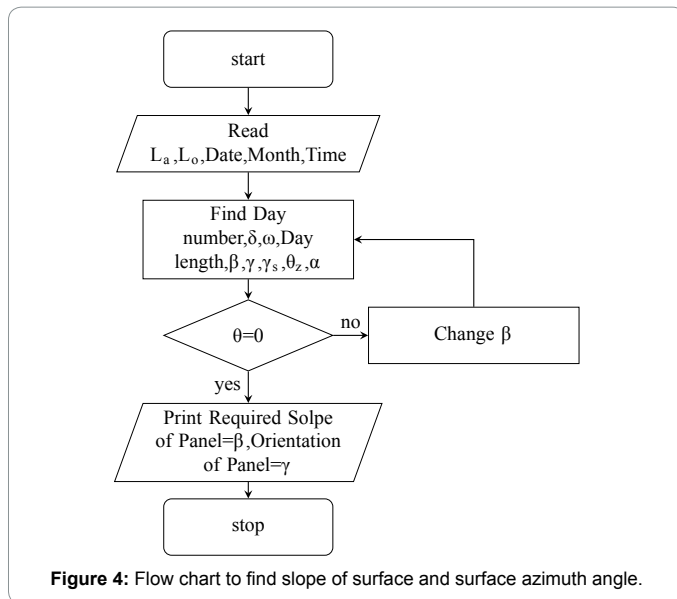 start
Read
Lₐ,Lₒ,Date,Month,Time
Find Day
number,δ,ω,Day
length,β,γ,γₛ,θ_z,α
θ=0
no
Change β
yes
Print Required Solpe
of Panel=β,Orientation
of Panel=γ
stop
Figure 4: Flow chart to find slope of surface and surface azimuth angle.